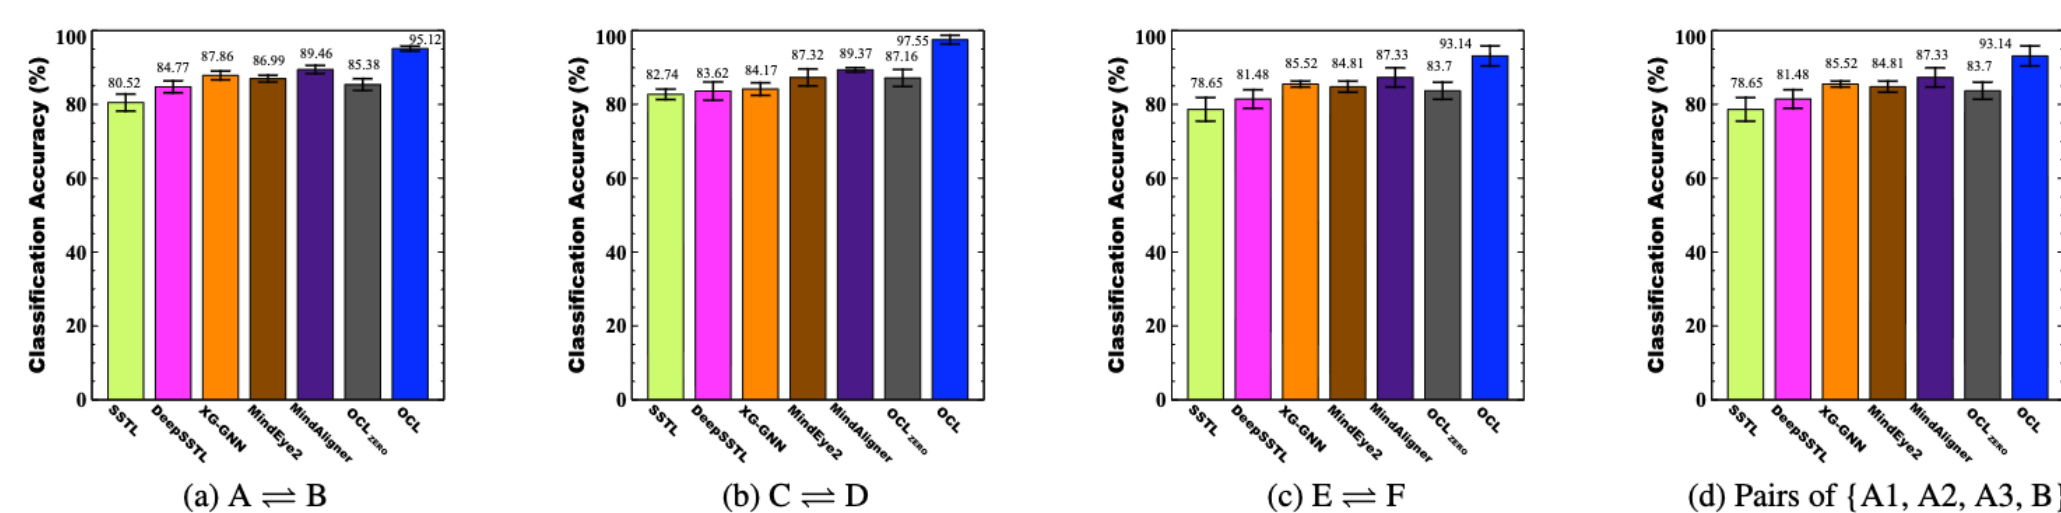 100
80
60
40
20
0
Classification Accuracy (%)
80.52
84.77
87.86
86.99
89.46
85.38
95.12
SSTL
DeepSSTL
XG-GNN
MindEye2
MindAligner
OCL ZERO
OCL
(a) A ⇌ B
100
80
60
40
20
0
Classification Accuracy (%)
82.74
83.62
84.17
87.32
89.37
87.16
97.55
SSTL
DeepSSTL
XG-GNN
MindEye2
MindAligner
OCL ZERO
OCL
(b) C ⇌ D
100
80
60
40
20
0
Classification Accuracy (%)
78.65
81.48
85.52
84.81
87.33
83.7
93.14
SSTL
DeepSSTL
XG-GNN
MindEye2
MindAligner
OCL ZERO
OCL
(c) E ⇌ F
100
80
60
40
20
0
Classification Accuracy (%)
78.65
81.48
85.52
84.81
87.33
83.7
93.14
SSTL
DeepSSTL
XG-GNN
MindEye2
MindAligner
OCL ZERO
OCL
(d) Pairs of {A1, A2, A3, B}